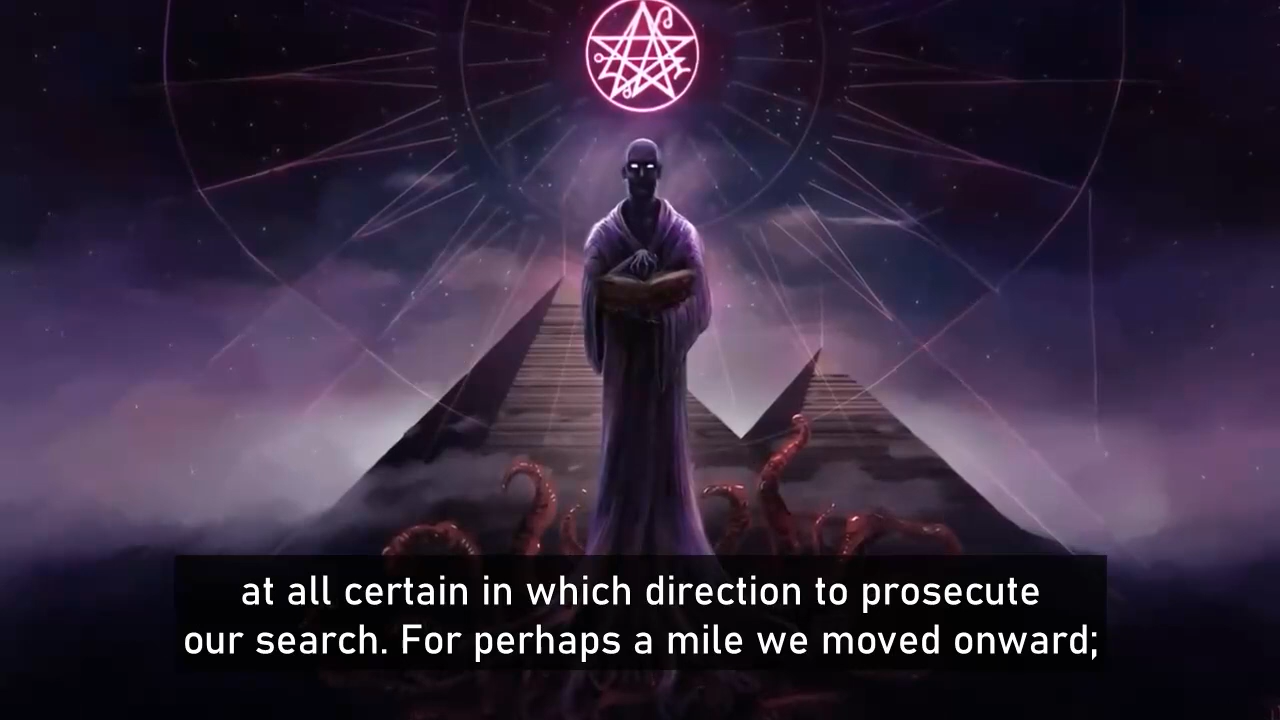 at all certain in which direction to prosecute
our search. For perhaps a mile we moved onward;